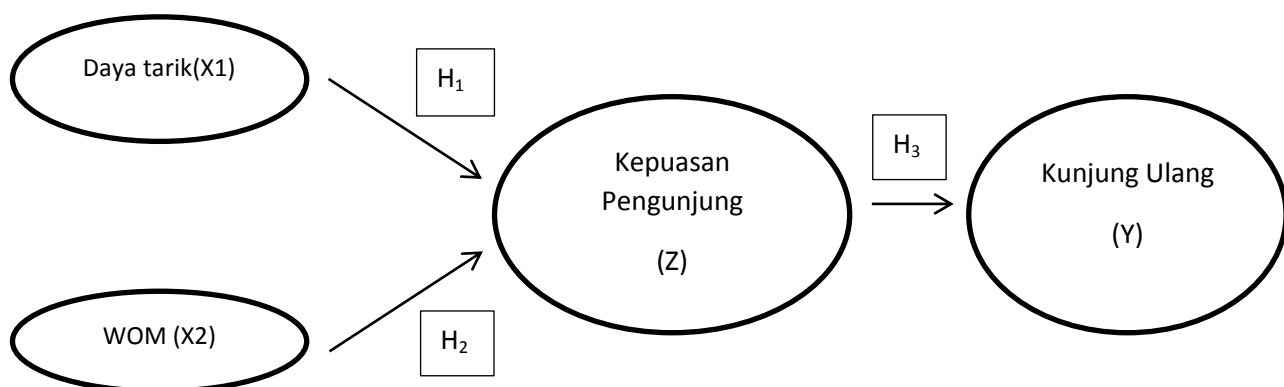 Daya tarik(X1)
H₁
Kepuasan
Pengunjung
(Z)
H₃
Kunjung Ulang
(Y)
WOM (X2)
H₂